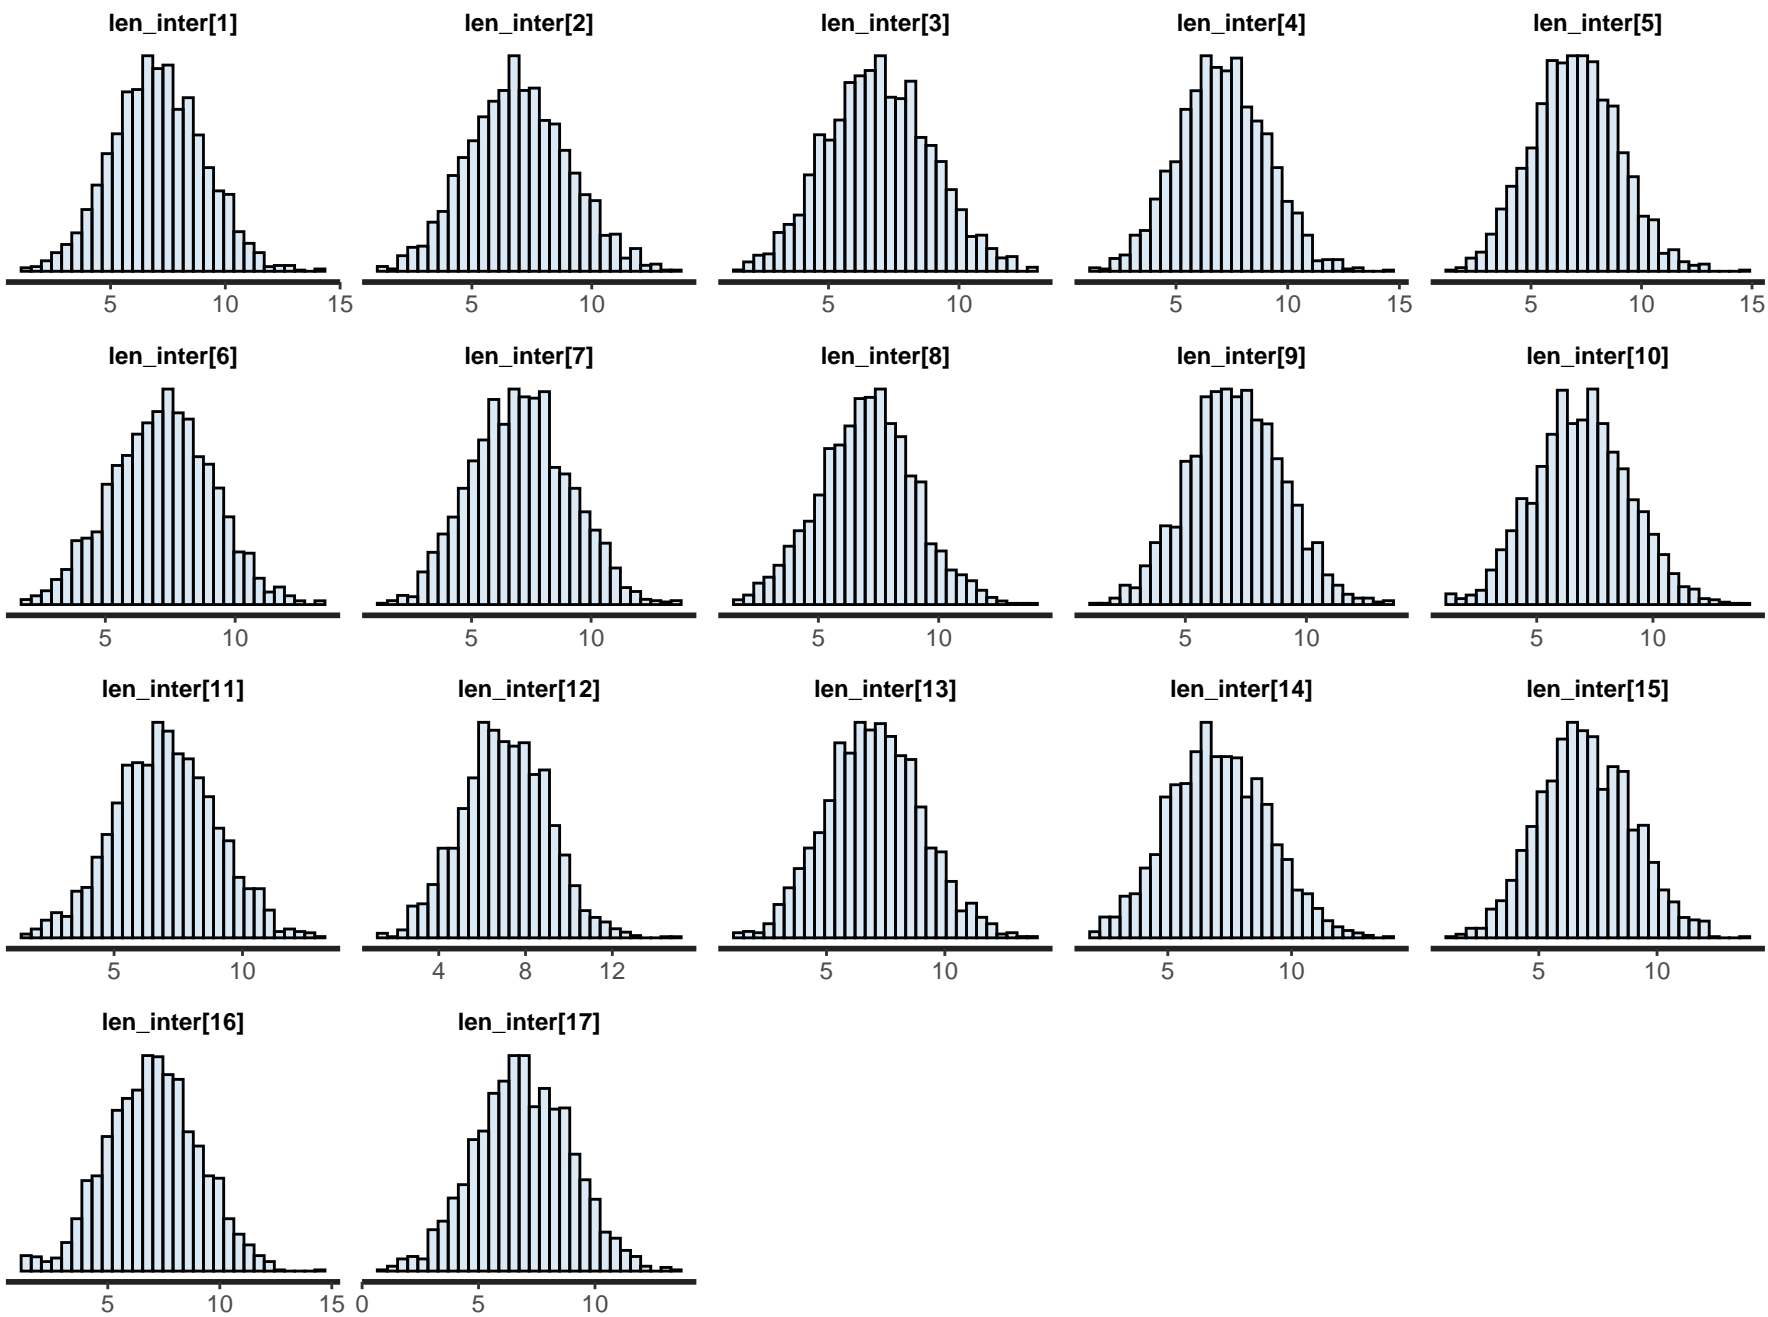 len_inter[1] len_inter[2] len_inter[3] len_inter[4] len_inter[5]
5 10 15 5 10 5 10 5 10 15 5 10 15
len_inter[6] len_inter[7] len_inter[8] len_inter[9] len_inter[10]
5 10 5 10 5 10 5 10 5 10
len_inter[11] len_inter[12] len_inter[13] len_inter[14] len_inter[15]
5 10 4 8 12 5 10 5 10 5 10
len_inter[16] len_inter[17]
5 10 15 0 5 10